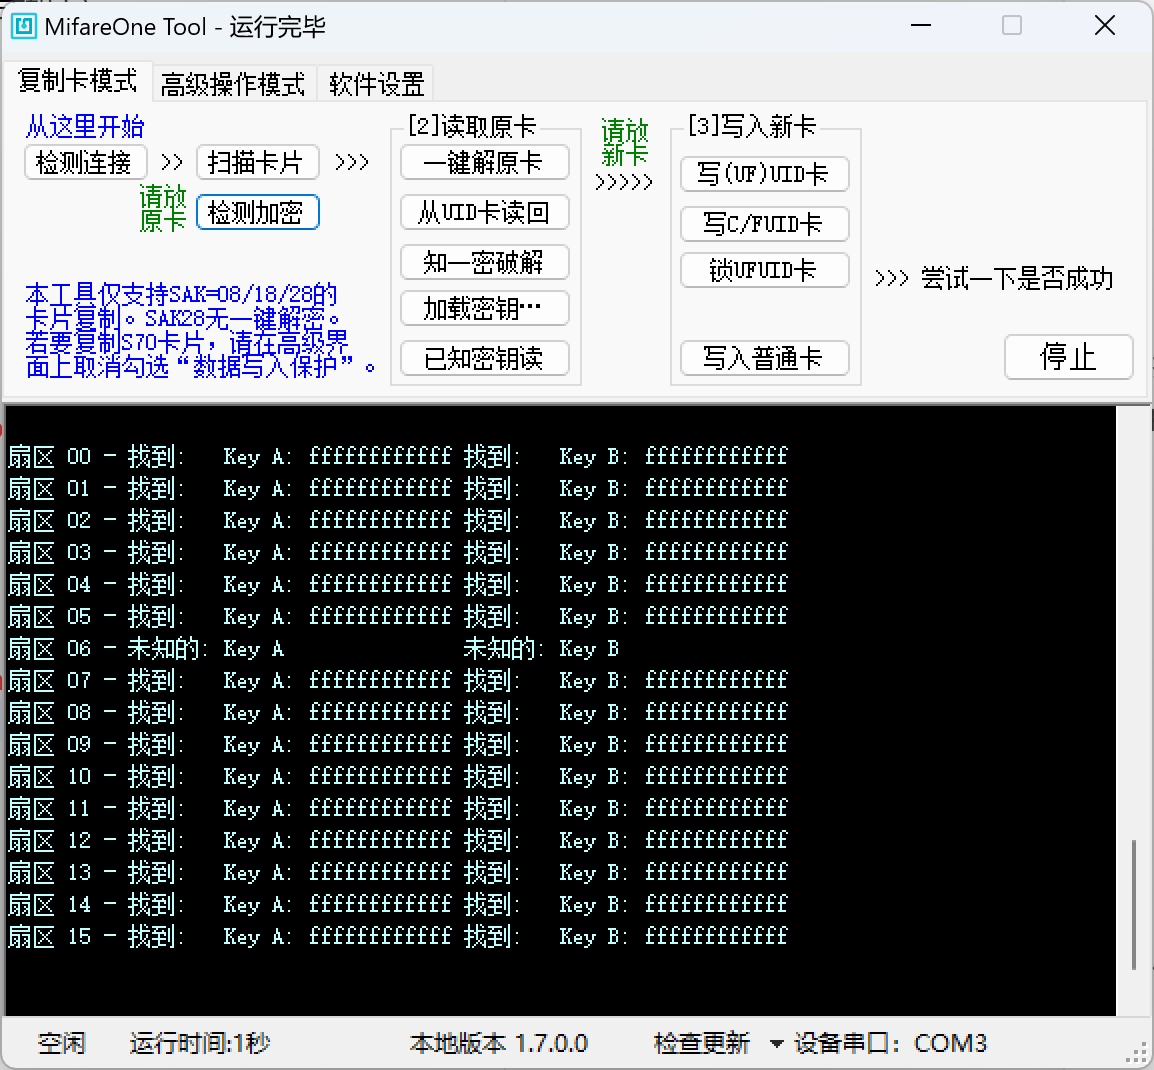 MifareOne Tool - 运行完毕
复制卡模式 高级操作模式 软件设置
从这里开始
检测连接 >> 扫描卡片 >>>
请放
原卡
检测加密
本工具仅支持SAK=08/18/28的
卡片复制。SAK28无一键解密。
若要复制S70卡片，请在高级界
面上取消勾选“数据写入保护”。
[2]读取原卡
一键解原卡
从UID卡读回
知一密破解
加载密钥…
已知密钥读
请放
新卡
>>>>>
[3]写入新卡
写(UF)UID卡
写C/FUID卡
锁UFUID卡
写入普通卡
>>> 尝试一下是否成功
停止
扇区 00 - 找到: Key A: ffffffffffff 找到: Key B: ffffffffffff
扇区 01 - 找到: Key A: ffffffffffff 找到: Key B: ffffffffffff
扇区 02 - 找到: Key A: ffffffffffff 找到: Key B: ffffffffffff
扇区 03 - 找到: Key A: ffffffffffff 找到: Key B: ffffffffffff
扇区 04 - 找到: Key A: ffffffffffff 找到: Key B: ffffffffffff
扇区 05 - 找到: Key A: ffffffffffff 找到: Key B: ffffffffffff
扇区 06 - 未知的: Key A 未知的: Key B
扇区 07 - 找到: Key A: ffffffffffff 找到: Key B: ffffffffffff
扇区 08 - 找到: Key A: ffffffffffff 找到: Key B: ffffffffffff
扇区 09 - 找到: Key A: ffffffffffff 找到: Key B: ffffffffffff
扇区 10 - 找到: Key A: ffffffffffff 找到: Key B: ffffffffffff
扇区 11 - 找到: Key A: ffffffffffff 找到: Key B: ffffffffffff
扇区 12 - 找到: Key A: ffffffffffff 找到: Key B: ffffffffffff
扇区 13 - 找到: Key A: ffffffffffff 找到: Key B: ffffffffffff
扇区 14 - 找到: Key A: ffffffffffff 找到: Key B: ffffffffffff
扇区 15 - 找到: Key A: ffffffffffff 找到: Key B: ffffffffffff
空闲 运行时间:1秒 本地版本 1.7.0.0 检查更新 设备串口： COM3